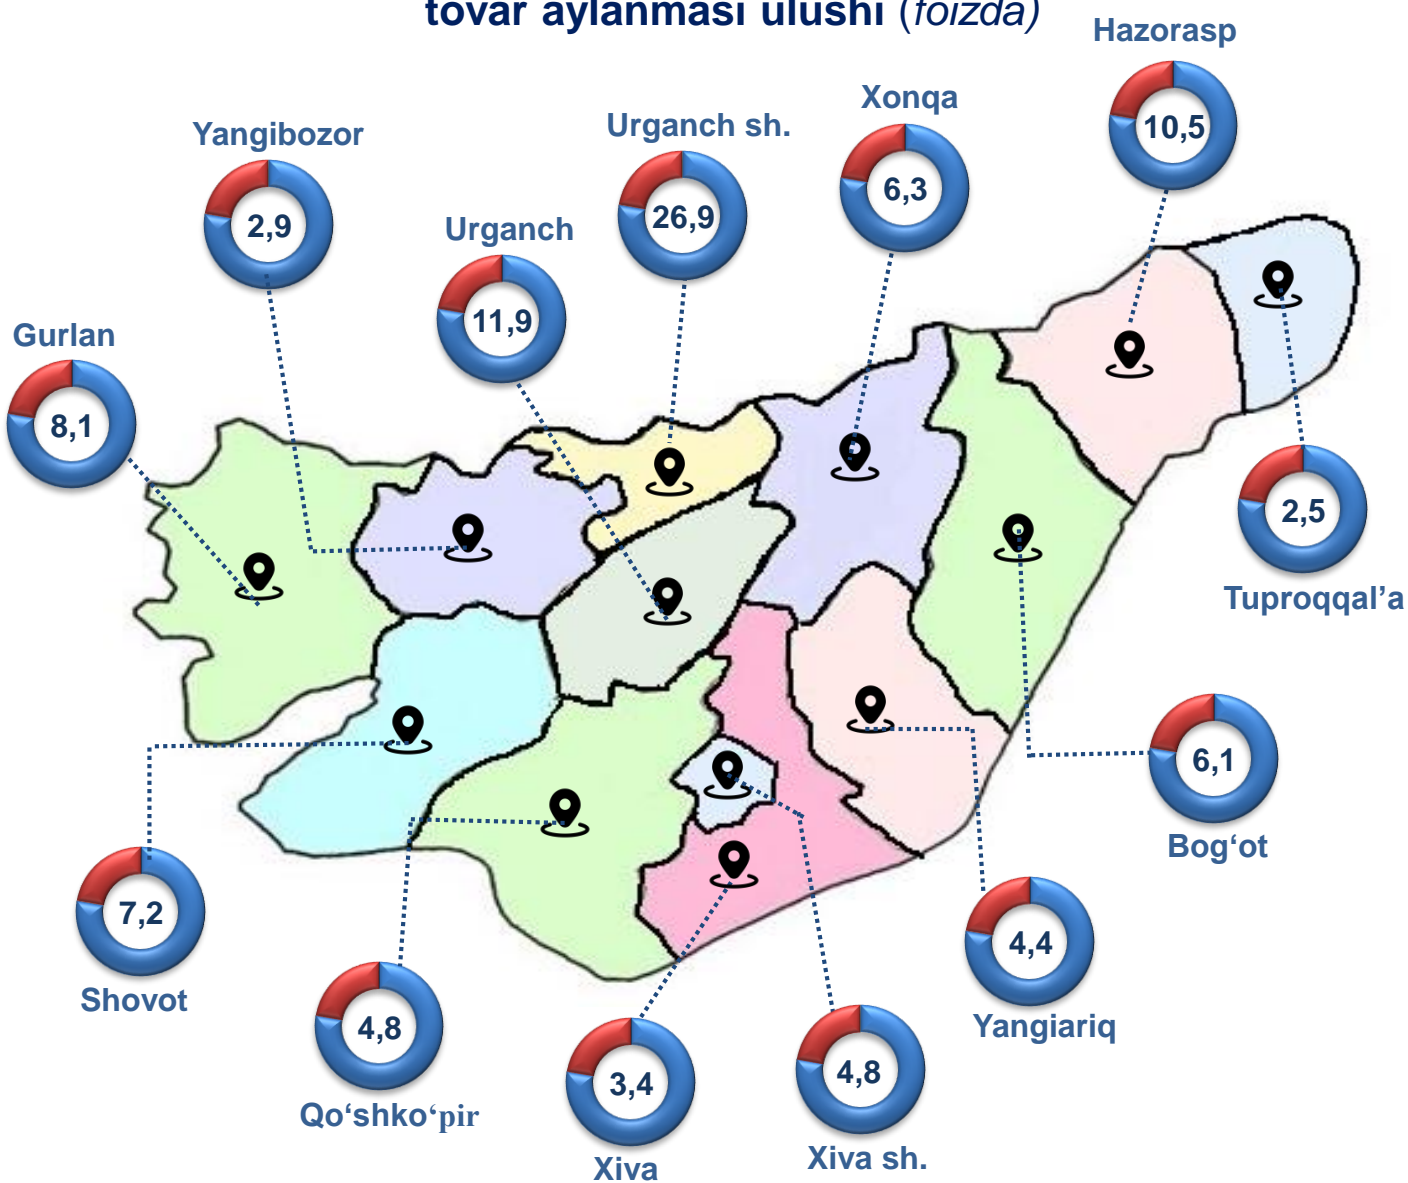 tovar aylanması ulushi (foizda)
Hazorasp
10,5
Xonqa
6,3
Urganch sh.
26,9
Yangibozor
2,9
Urganch
11,9
Gurlan
8,1
2,5
Tuproqqal’a
6,1
Bog‘ot
7,2
Shovot
4,4
Yangiariq
4,8
Qo‘shko‘pir
3,4
Xiva
4,8
Xiva sh.